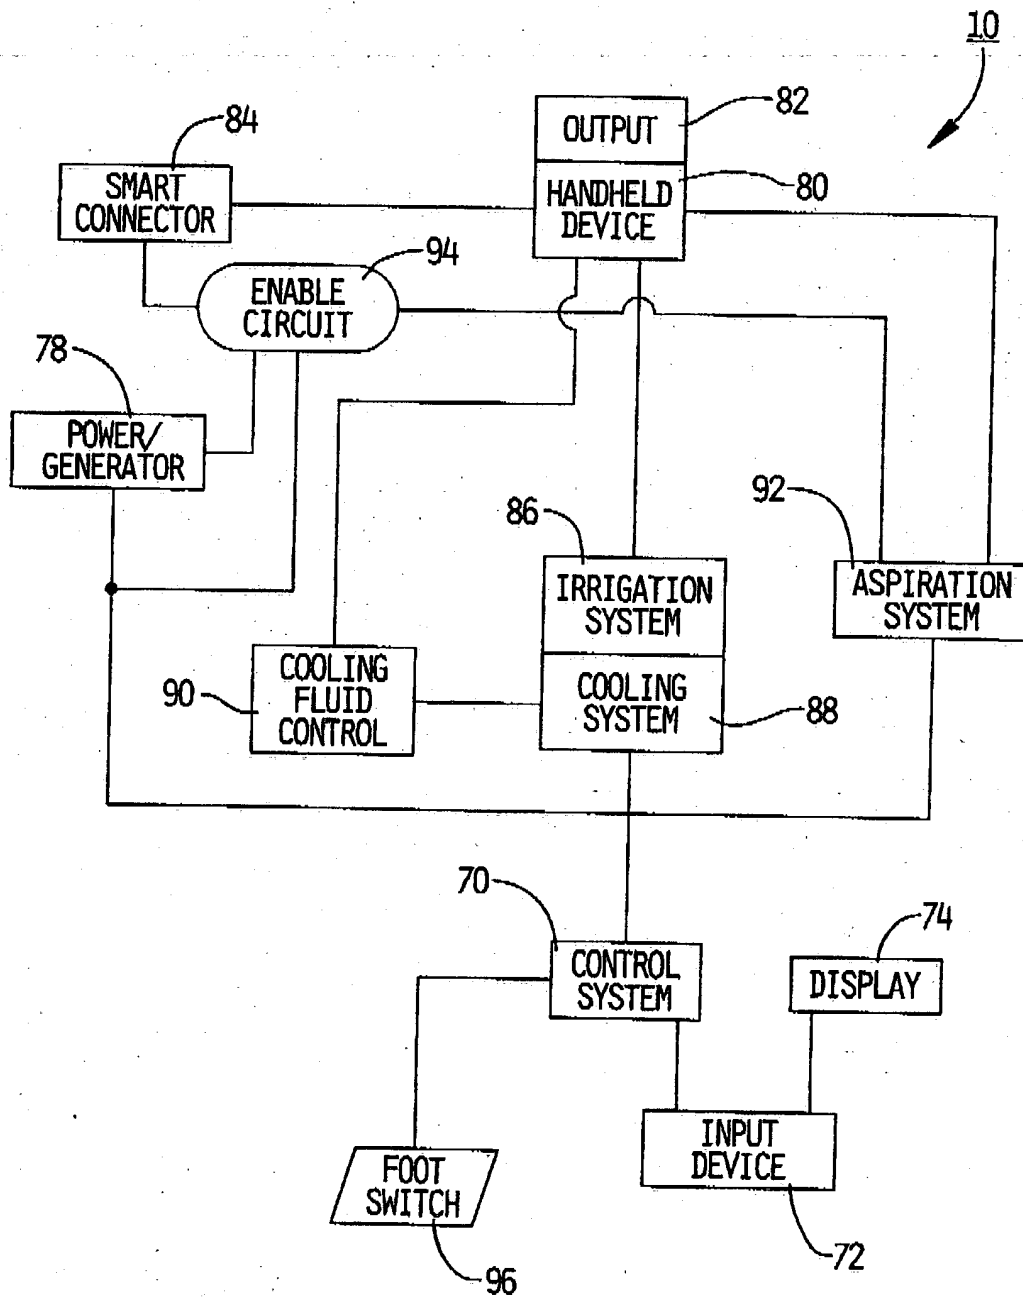 10
82
OUTPUT
84
SMART
CONNECTOR
80
HANDHELD
DEVICE
94
ENABLE
CIRCUIT
78
POWER/
GENERATOR
92
86
IRRIGATION
SYSTEM
ASPIRATION
SYSTEM
90
COOLING
FLUID
CONTROL
COOLING
SYSTEM
88
70
CONTROL
SYSTEM
74
DISPLAY
INPUT
DEVICE
FOOT
SWITCH
72
96